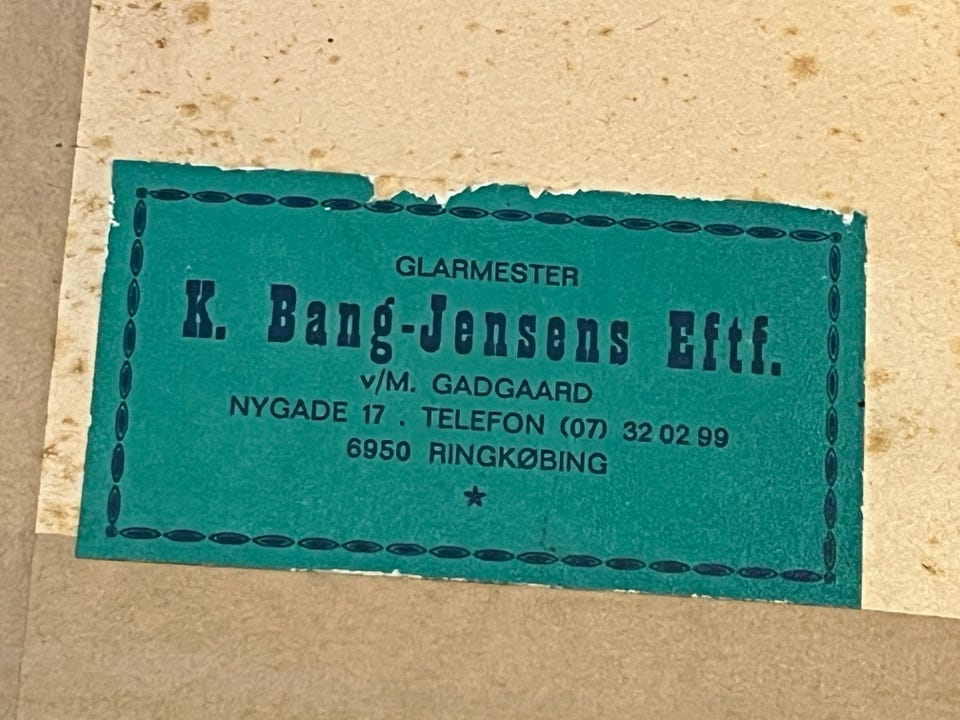 GLARMESTER
K. Bang-Jensens Eftf.
v/M. GADGAARD
NYGADE 17 . TELEFON (07) 32 02 99
6950 RINGKØBING